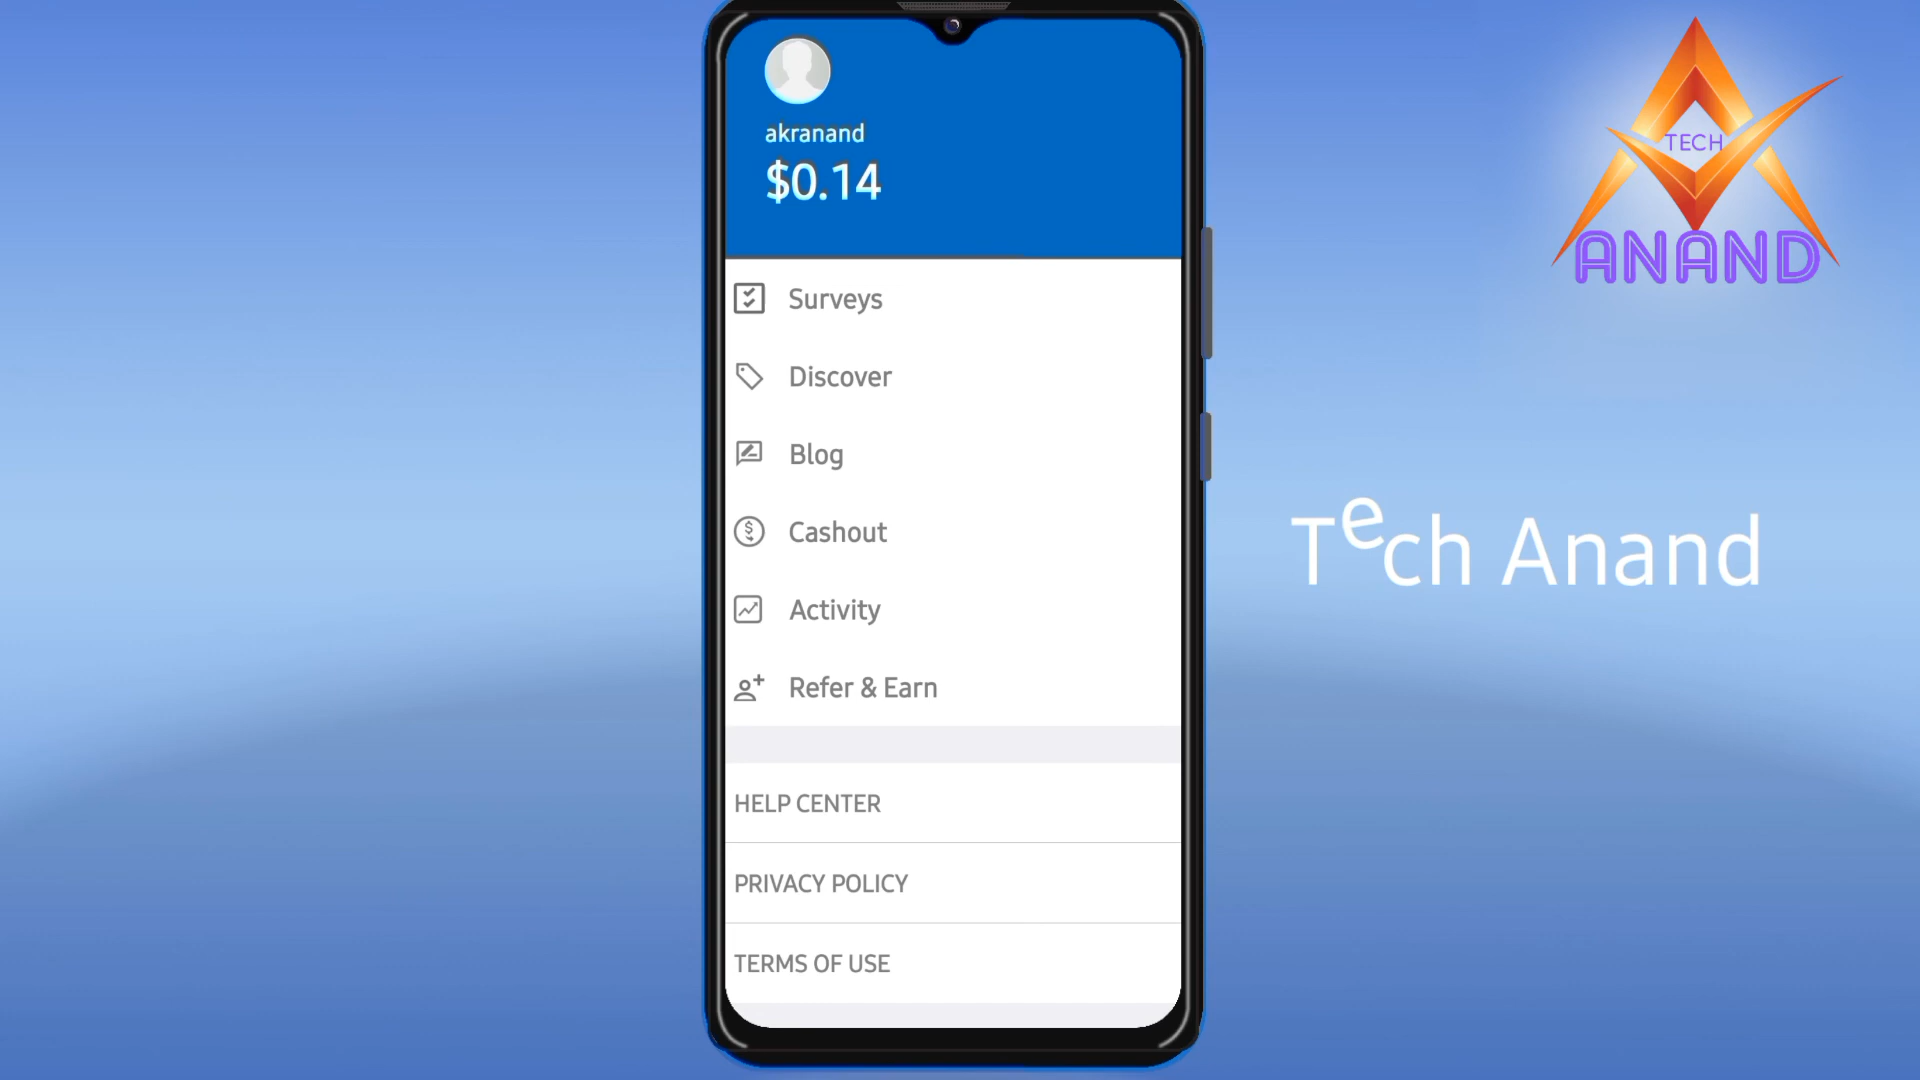 akranand
$0.14
Surveys
Discover
Blog
Cashout
Activity
Refer & Earn
HELP CENTER
PRIVACY POLICY
TERMS OF USE
TECH
ANAND
Tech Anand